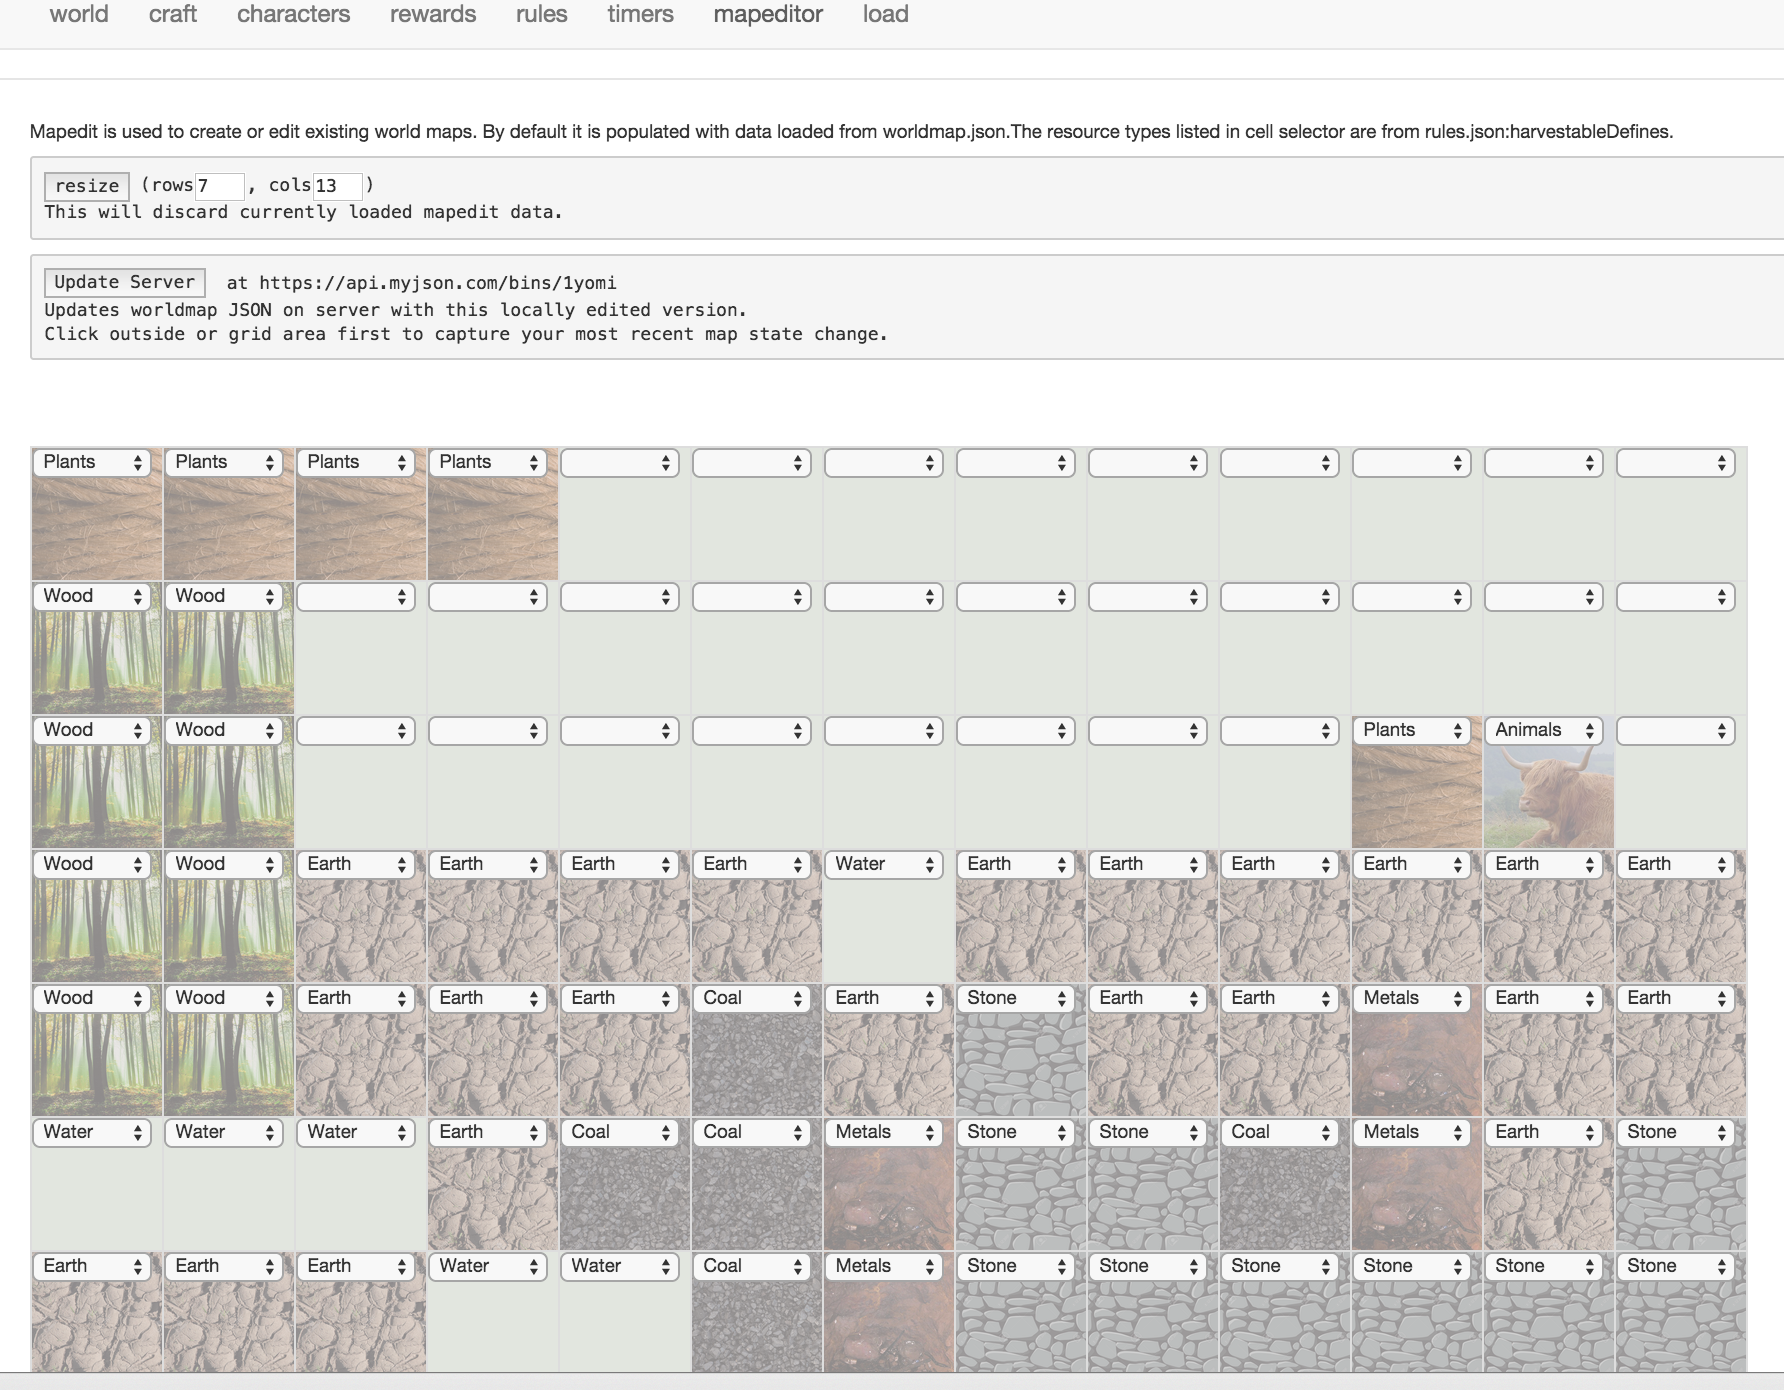 world craft characters rewards rules timers mapeditor load
Mapedit is used to create or edit existing world maps. By default it is populated with data loaded from worldmap.json.The resource types listed in cell selector are from rules.json:harvestableDefines.
resize (rows 7 , cols 13 )
This will discard currently loaded mapedit data.
Update Server at https://api.myjson.com/bins/1yomi
Updates worldmap JSON on server with this locally edited version.
Click outside or grid area first to capture your most recent map state change.
Plants Plants Plants Plants
Wood Wood
Wood Wood Plants Animals
Wood Wood Earth Earth Earth Earth Water Earth Earth Earth Earth Earth Earth
Wood Wood Earth Earth Earth Coal Earth Stone Earth Earth Metals Earth Earth
Water Water Water Earth Coal Coal Metals Stone Stone Coal Metals Earth Stone
Earth Earth Earth Water Water Coal Metals Stone Stone Stone Stone Stone Stone